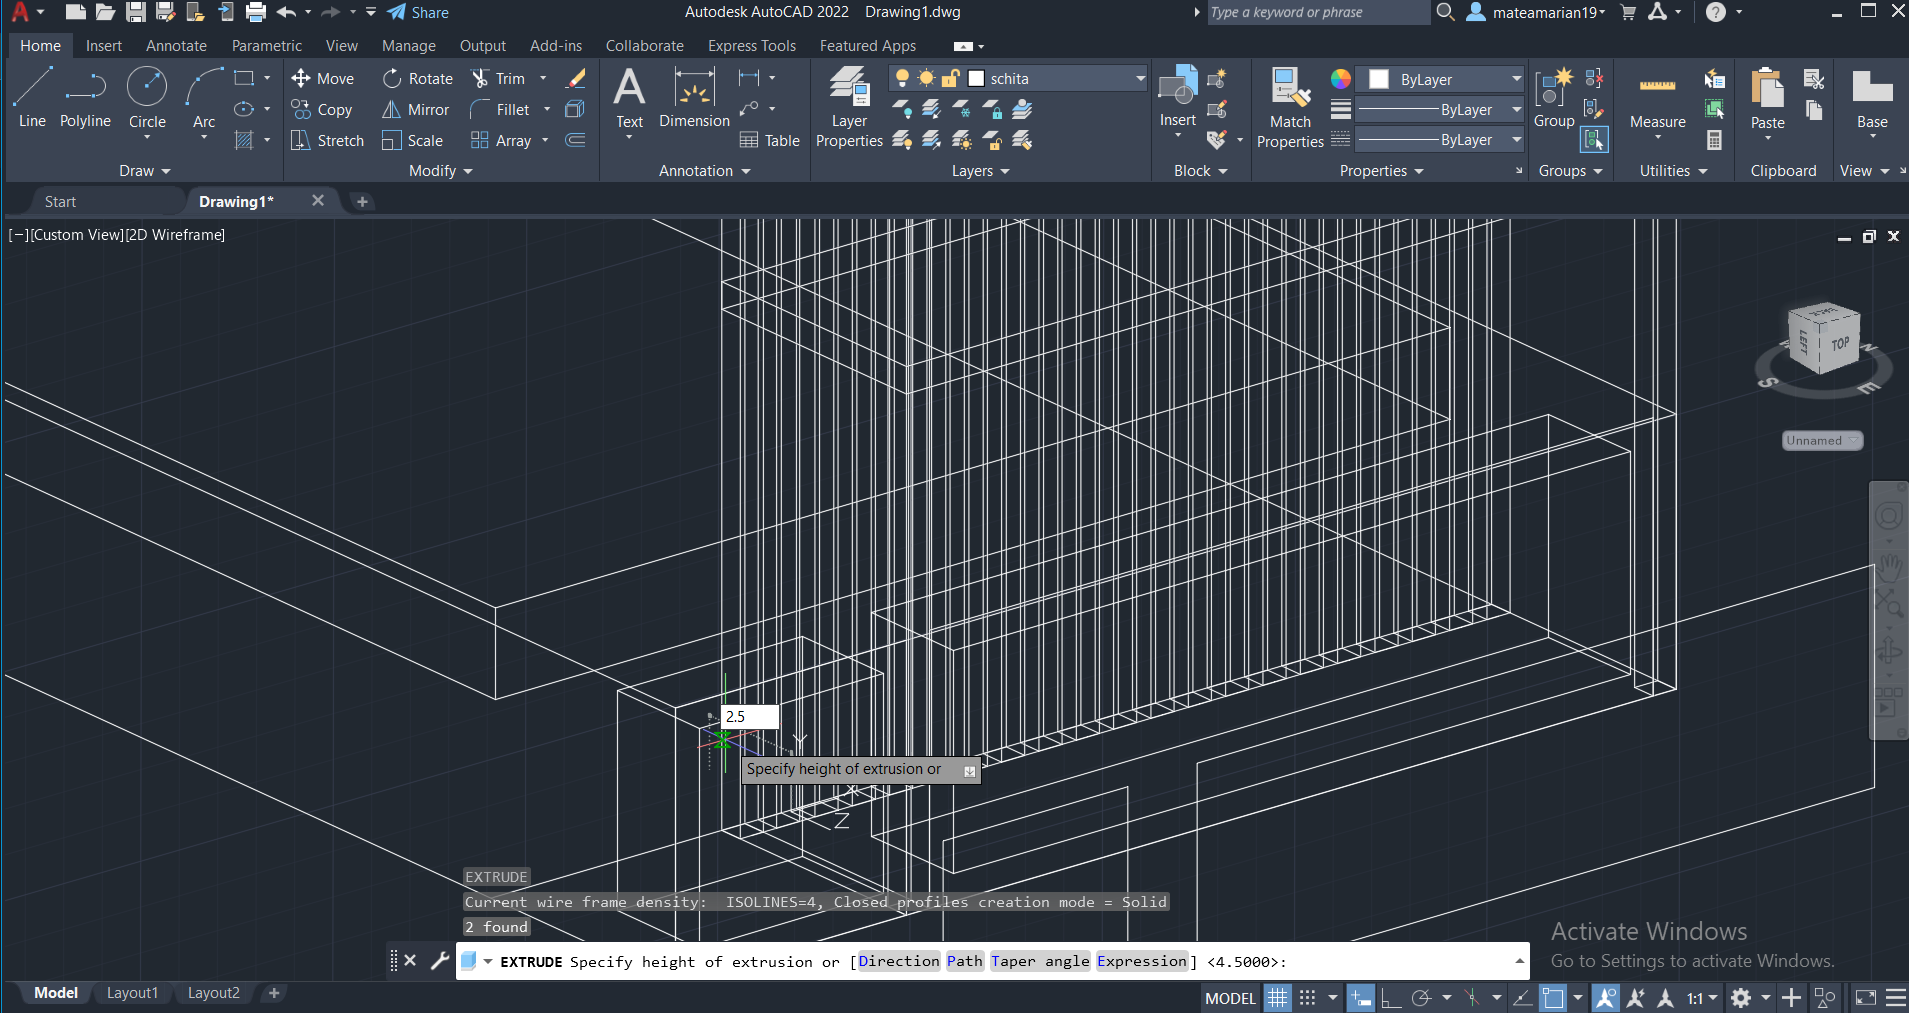 Share
Autodesk AutoCAD 2022 Drawing1.dwg
Type a keyword or phrase
mateamarian19
Home Insert Annotate Parametric View Manage Output Add-ins Collaborate Express Tools Featured Apps
Line Polyline Circle Arc
Draw
Move Rotate Trim
Copy Mirror Fillet
Stretch Scale Array
Modify
Text Dimension Table
Annotation
Layer Properties
schita
Layers
Insert
Block
Match Properties
ByLayer
ByLayer
ByLayer
Properties
Group
Groups
Measure
Utilities
Paste
Clipboard
Base
View
Start Drawing1*
[−][Custom View][2D Wireframe]
LEFT TOP
S E
Unnamed
2.5
Specify height of extrusion or
Y
X
Z
EXTRUDE
Current wire frame density: ISOLINES=4, Closed profiles creation mode = Solid
2 found
EXTRUDE Specify height of extrusion or [Direction Path Taper angle Expression] <4.5000>:
Activate Windows
Go to Settings to activate Windows.
Model Layout1 Layout2
MODEL 1:1